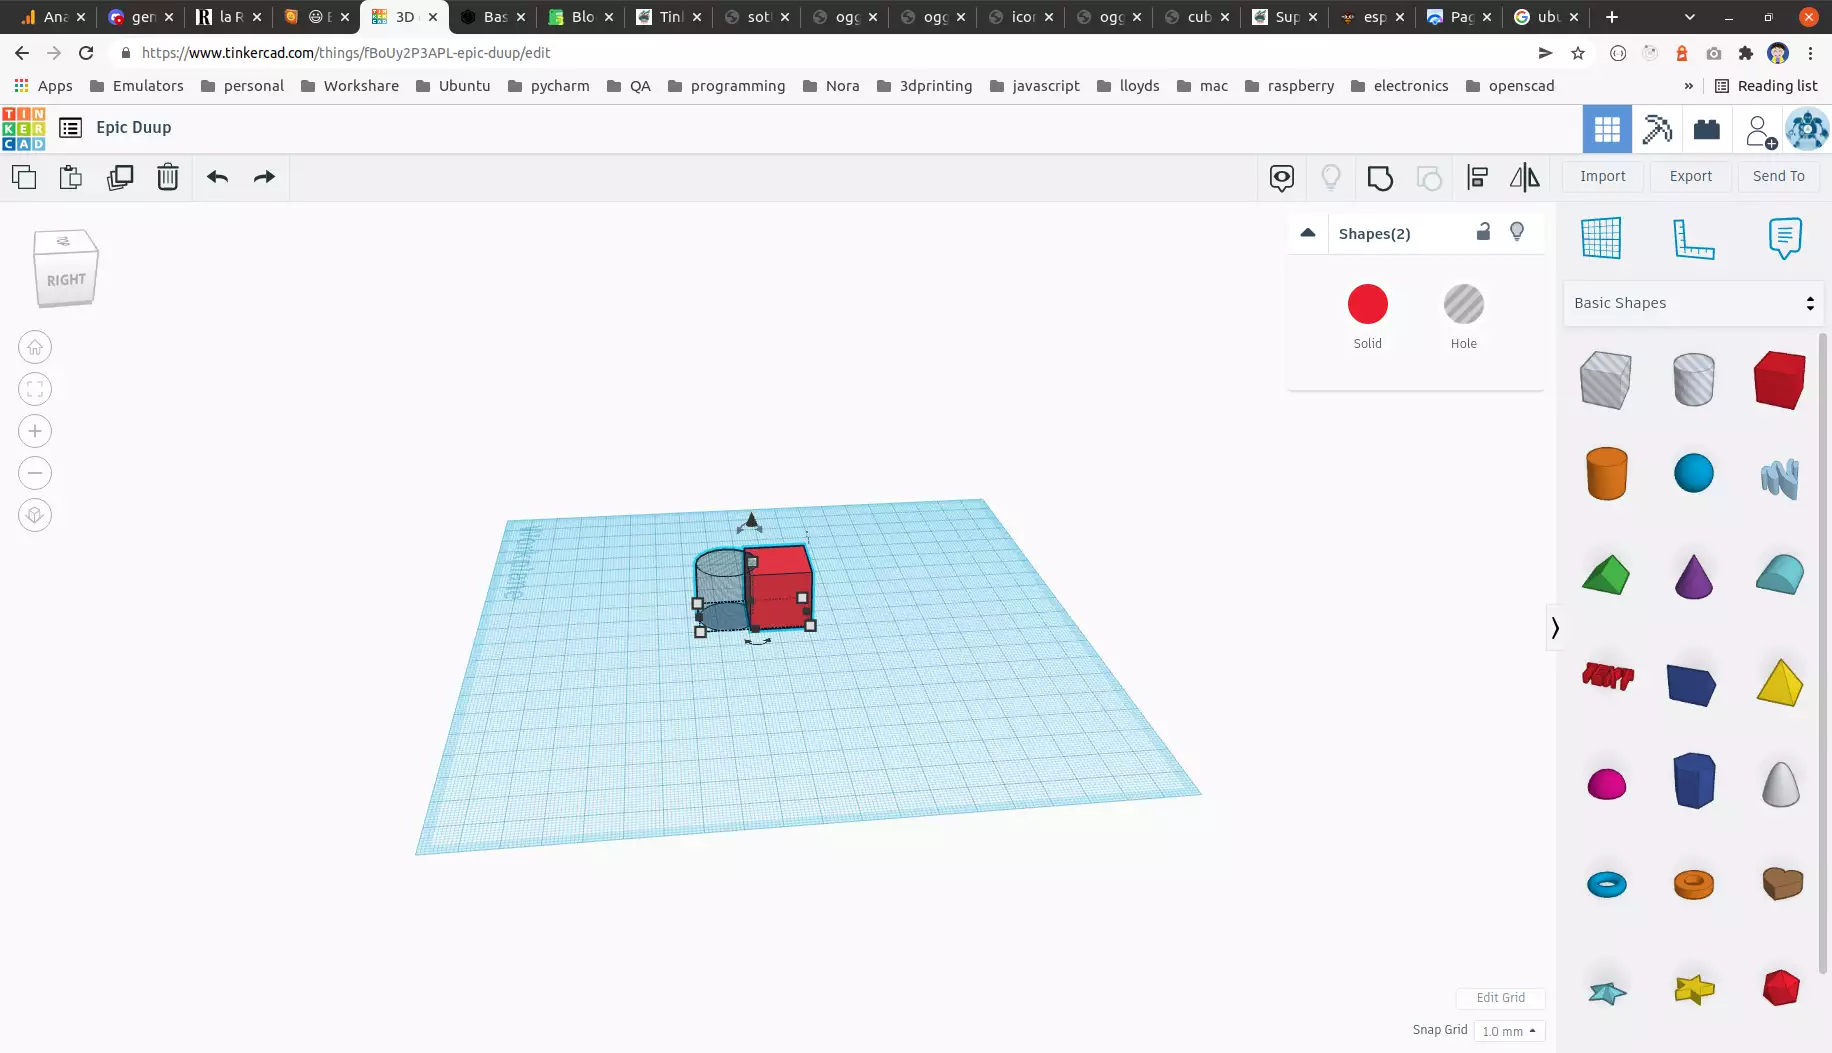 Ana
gen
la R
E
3D
Bas
Blo
Tin
sot
ogg
ogg
icon
ogg
cub
Sup
esp
Pag
ubu
https://www.tinkercad.com/things/fBoUy2P3APL-epic-duup/edit
Apps
Emulators
personal
Workshare
Ubuntu
pycharm
QA
programming
Nora
3dprinting
javascript
lloyds
mac
raspberry
electronics
openscad
»
Reading list
TIN
KER
CAD
Epic Duup
Import
Export
Send To
RIGHT
Shapes(2)
Solid
Hole
Basic Shapes
Workplane
TEXT
Edit Grid
Snap Grid
1.0 mm